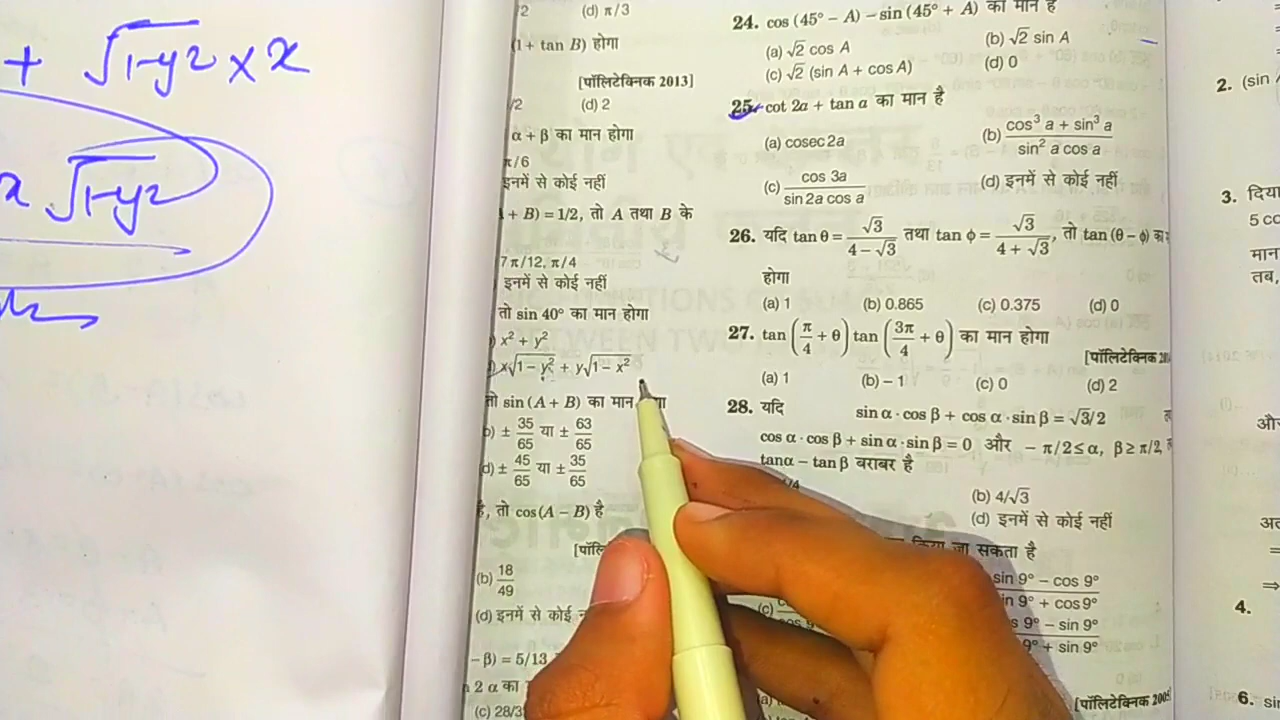 + √1-y2 × x
x √1-y2
/2 (d) π/3
(1 + tan B) होगा
[पॉलिटेक्निक 2013]
/2 (d) 2
α + β का मान होगा
π/6
इनमें से कोई नहीं
+ B) = 1/2, तो A तथा B के
7π/12, π/4
इनमें से कोई नहीं
तो sin 40° का मान होगा
x² + y²
x√1 – y² + y√1 – x²
तो sin (A + B) का मान
b) ± 35/65 या ± 63/65
(d) ± 45/65 या ± 35/65
है, तो cos (A – B) है
(b) 18/49
(d) इनमें से कोई
– β) = 5/13
2 α का
(c) 28/3
24. cos (45° – A) – sin (45° + A) का मान है
(a) √2 cos A (b) √2 sin A
(c) √2 (sin A + cos A) (d) 0
25. cot 2α + tan α का मान है
(a) cosec 2a (b) cos³ a + sin³ a / sin² a cos a
(c) cos 3a / sin 2a cos a (d) इनमें से कोई नहीं
26. यदि tan θ = √3/4 – √3 तथा tan ϕ = √3/4 + √3, तो tan (θ – ϕ) का
होगा
(a) 1 (b) 0.865 (c) 0.375 (d) 0
27. tan (π/4 + θ) tan (3π/4 + θ) का मान होगा
[पॉलिटेक्निक
(a) 1 (b) – 1 (c) 0 (d) 2
28. यदि sin α · cos β + cos α · sin β = √3/2
cos α · cos β + sin α · sin β = 0 और – π/2 ≤ α, β ≥ π/2,
tanα – tan β बराबर है
(b) 4/√3
(d) इनमें से कोई नहीं
किया जा सकता है
sin 9° – cos 9°
in 9° + cos 9°
s 9° – sin 9°
9° + sin 9°
(c)
[पॉलिटेक्निक 2005
2. (sin
3. दिया
5 co
मान
तब,
और
4.
6. si